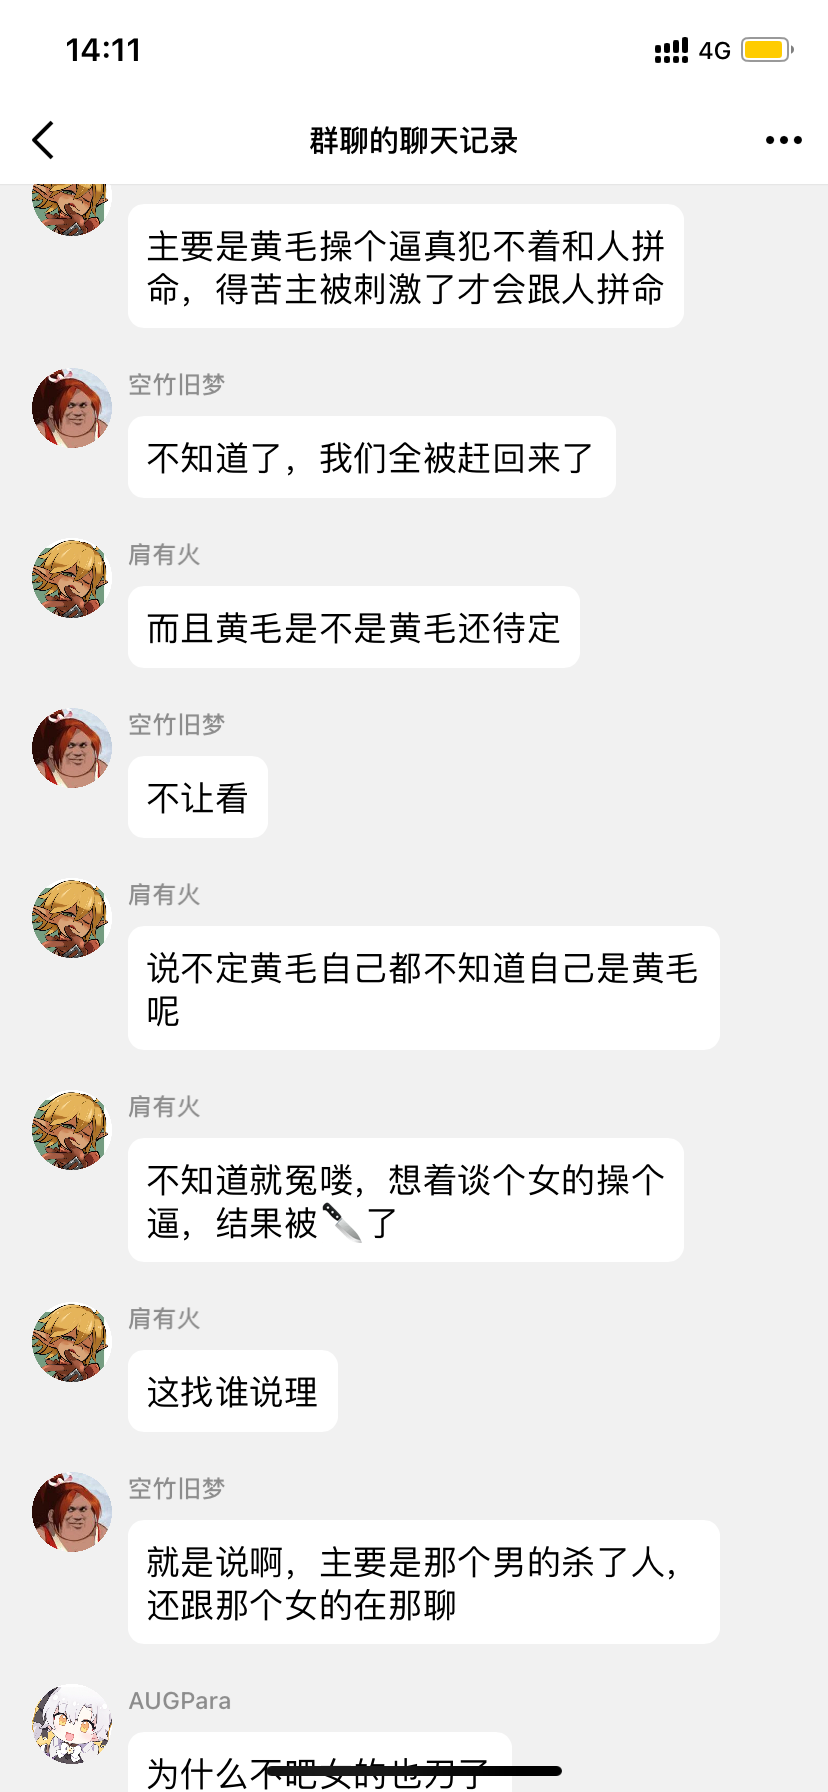 14:11
4G
群聊的聊天记录
主要是黄毛操个逼真犯不着和人拼
命，得苦主被刺激了才会跟人拼命
空竹旧梦
不知道了，我们全被赶回来了
肩有火
而且黄毛是不是黄毛还待定
空竹旧梦
不让看
肩有火
说不定黄毛自己都不知道自己是黄毛
呢
肩有火
不知道就冤喽，想着谈个女的操个
逼，结果被🔪了
肩有火
这找谁说理
空竹旧梦
就是说啊，主要是那个男的杀了人，
还跟那个女的在那聊
AUGPara
为什么不吧女的也刀了